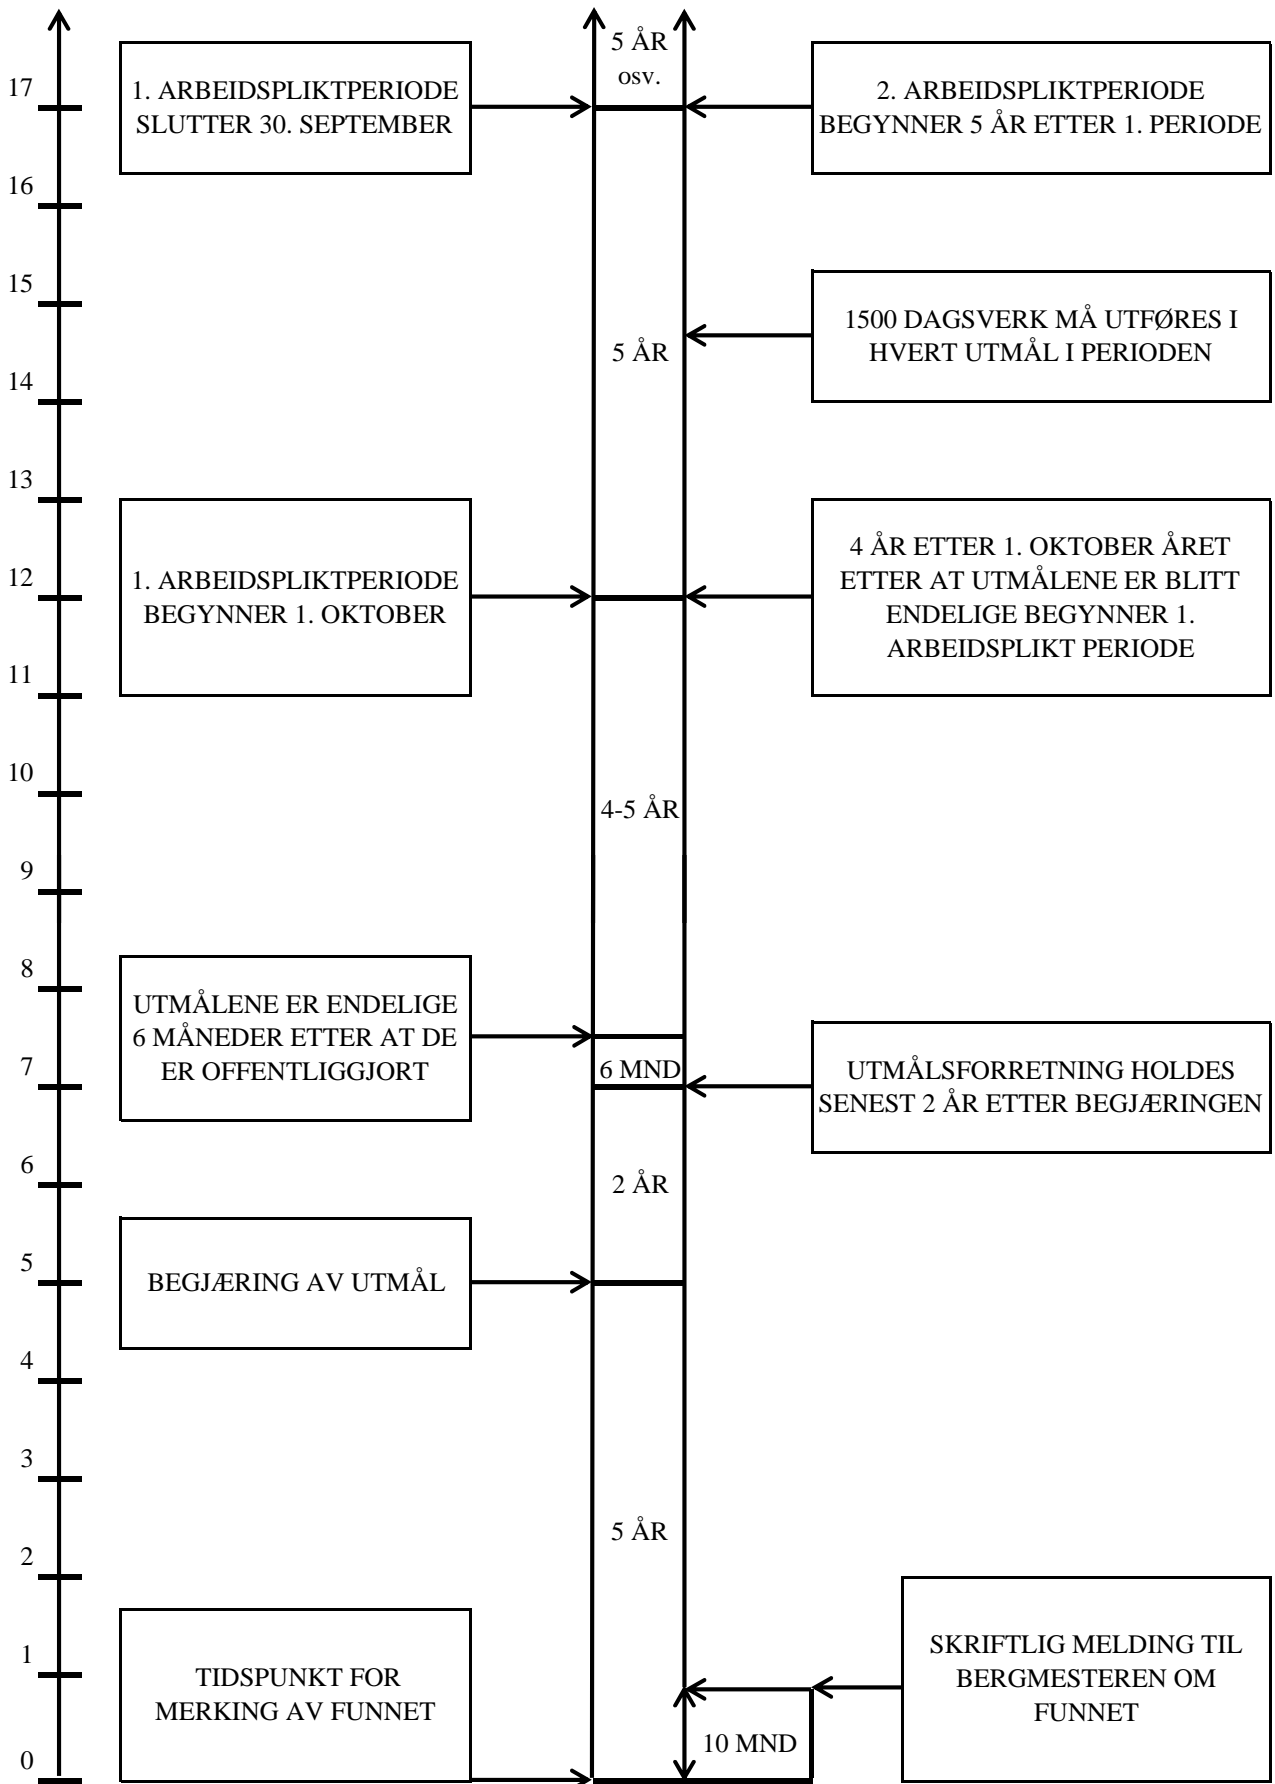 5 ÅR
osv.
17
1. ARBEIDSPLIKTPERIODE
SLUTTER 30. SEPTEMBER
2. ARBEIDSPLIKTPERIODE
BEGYNNER 5 ÅR ETTER 1. PERIODE
16
15
1500 DAGSVERK MÅ UTFØRES I
HVERT UTMÅL I PERIODEN
5 ÅR
14
13
12
1. ARBEIDSPLIKTPERIODE
BEGYNNER 1. OKTOBER
4 ÅR ETTER 1. OKTOBER ÅRET
ETTER AT UTMÅLENE ER BLITT
ENDELIGE BEGYNNER 1.
ARBEIDSPLIKT PERIODE
11
10
4-5 ÅR
9
8
UTMÅLENE ER ENDELIGE
6 MÅNEDER ETTER AT DE
ER OFFENTLIGGJORT
7
6 MND
UTMÅLSFORRETNING HOLDES
SENEST 2 ÅR ETTER BEGJÆRINGEN
6
2 ÅR
5
BEGJÆRING AV UTMÅL
4
3
5 ÅR
2
1
TIDSPUNKT FOR
MERKING AV FUNNET
SKRIFTLIG MELDING TIL
BERGMESTEREN OM
FUNNET
10 MND
0